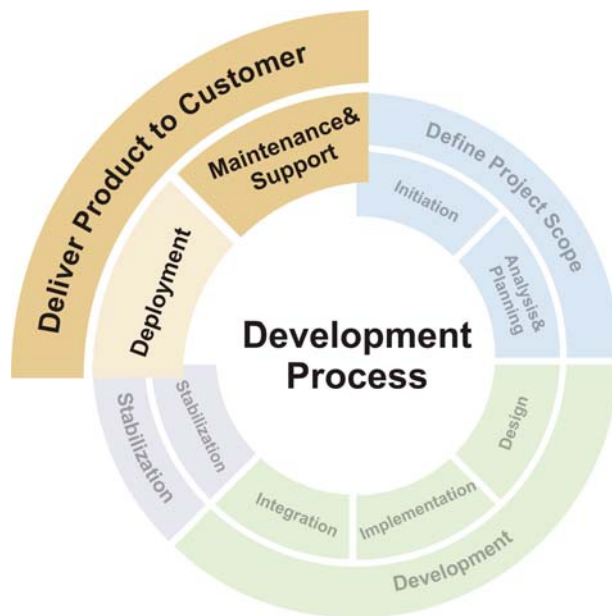 Deliver Product to Customer
Maintenance&
Support
Deployment
Define Project Scope
Initiation
Analysis&
Planning
Development
Process
Design
Implementation
Integration
Development
Stabilization
Stabilization